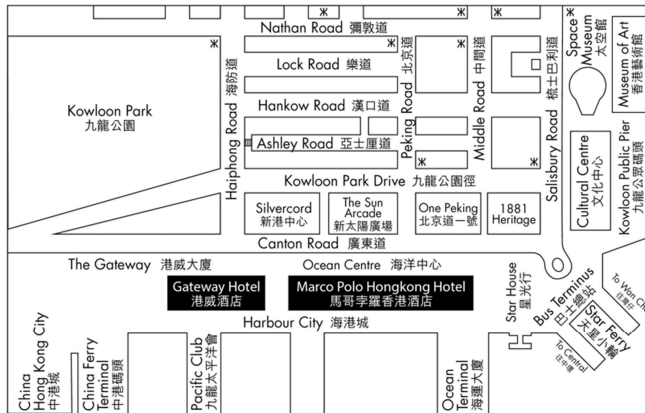 Nathan Road 彌敦道
Lock Road 樂道
Hankow Road 漢口道
Ashley Road 亞士厘道
Kowloon Park
九龍公園
Haiphong Road 海防道
Peking Road 北京道
Middle Road 中間道
Salisbury Road 梳士巴利道
Space
Museum
太空館
Museum of Art
香港藝術館
Cultural Centre
文化中心
Kowloon Public Pier
九龍公眾碼頭
Kowloon Park Drive 九龍公園徑
Silvercord
新港中心
The Sun
Arcade
新太陽廣場
One Peking
北京道一號
1881
Heritage
Canton Road 廣東道
The Gateway 港威大廈
Ocean Centre 海洋中心
Gateway Hotel
港威酒店
Marco Polo Hongkong Hotel
馬哥孛羅香港酒店
Harbour City 海港城
Star House
星光行
Bus Terminus
巴士總站
Star Ferry
天星小輪
To Wan Ch
往灣仔
To Central
往中環
China
Hong Kong City
中港城
China Ferry
Terminal
中港碼頭
Pacific Club
九龍太平洋會
Ocean
Terminal
海運大廈